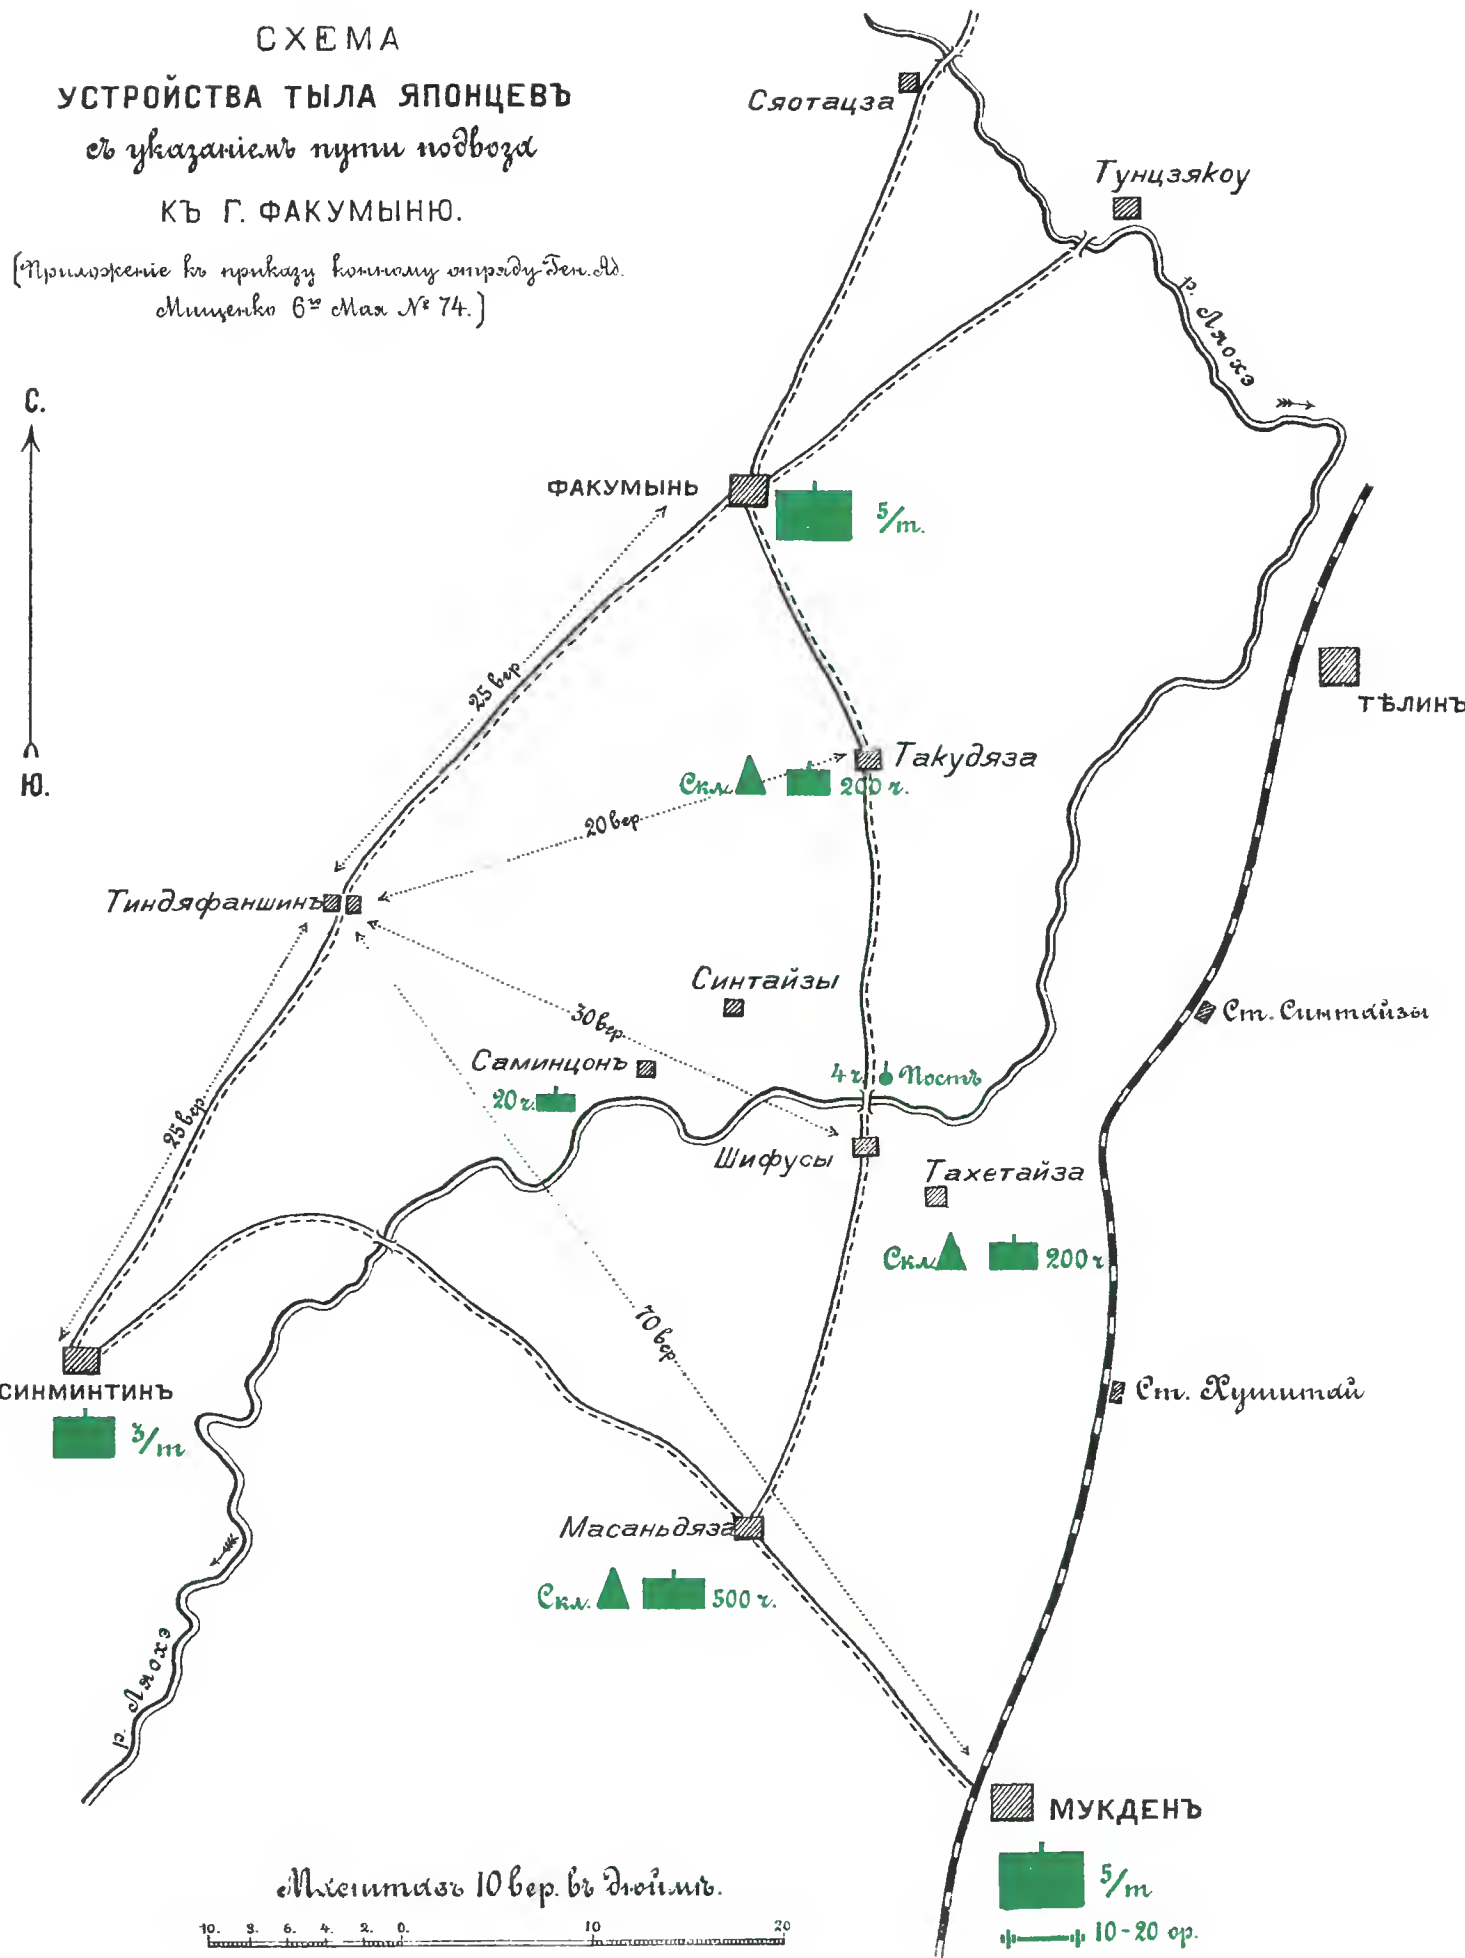 СХЕМА
УСТРОЙСТВА ТЫЛА ЯПОНЦЕВЪ
съ указаніемъ пути подвоза
КЪ Г. ФАКУМЫНЮ.
(Приложеніе къ приказу конному отряду Ген. Ад.
Мищенко 6го Мая № 74.)
Сяотацза
Тунцзякоу
р. Ляохэ
С.
Ю.
ФАКУМЫНЬ
5/т.
ТѢЛИНЪ
25 вер
Такудяза
Скл. 200 ч.
20 вер
Тиндяфаншинъ
Синтайзы
Ст. Синтайзы
30 вер.
Саминцонъ
20 ч.
4 ч. Постъ
25 вер.
Шифусы
Тахетайза
Скл. 200 ч
70 вер.
СИНМИНТИНЪ
3/т
Ст. Хушитай
Масаньдяза
Скл. 500 ч.
р. Ляохэ
МУКДЕНЪ
5/т
10-20 ор.
Масштабъ 10 вер. въ дюймѣ.
10. 8. 6. 4. 2. 0. 10 20